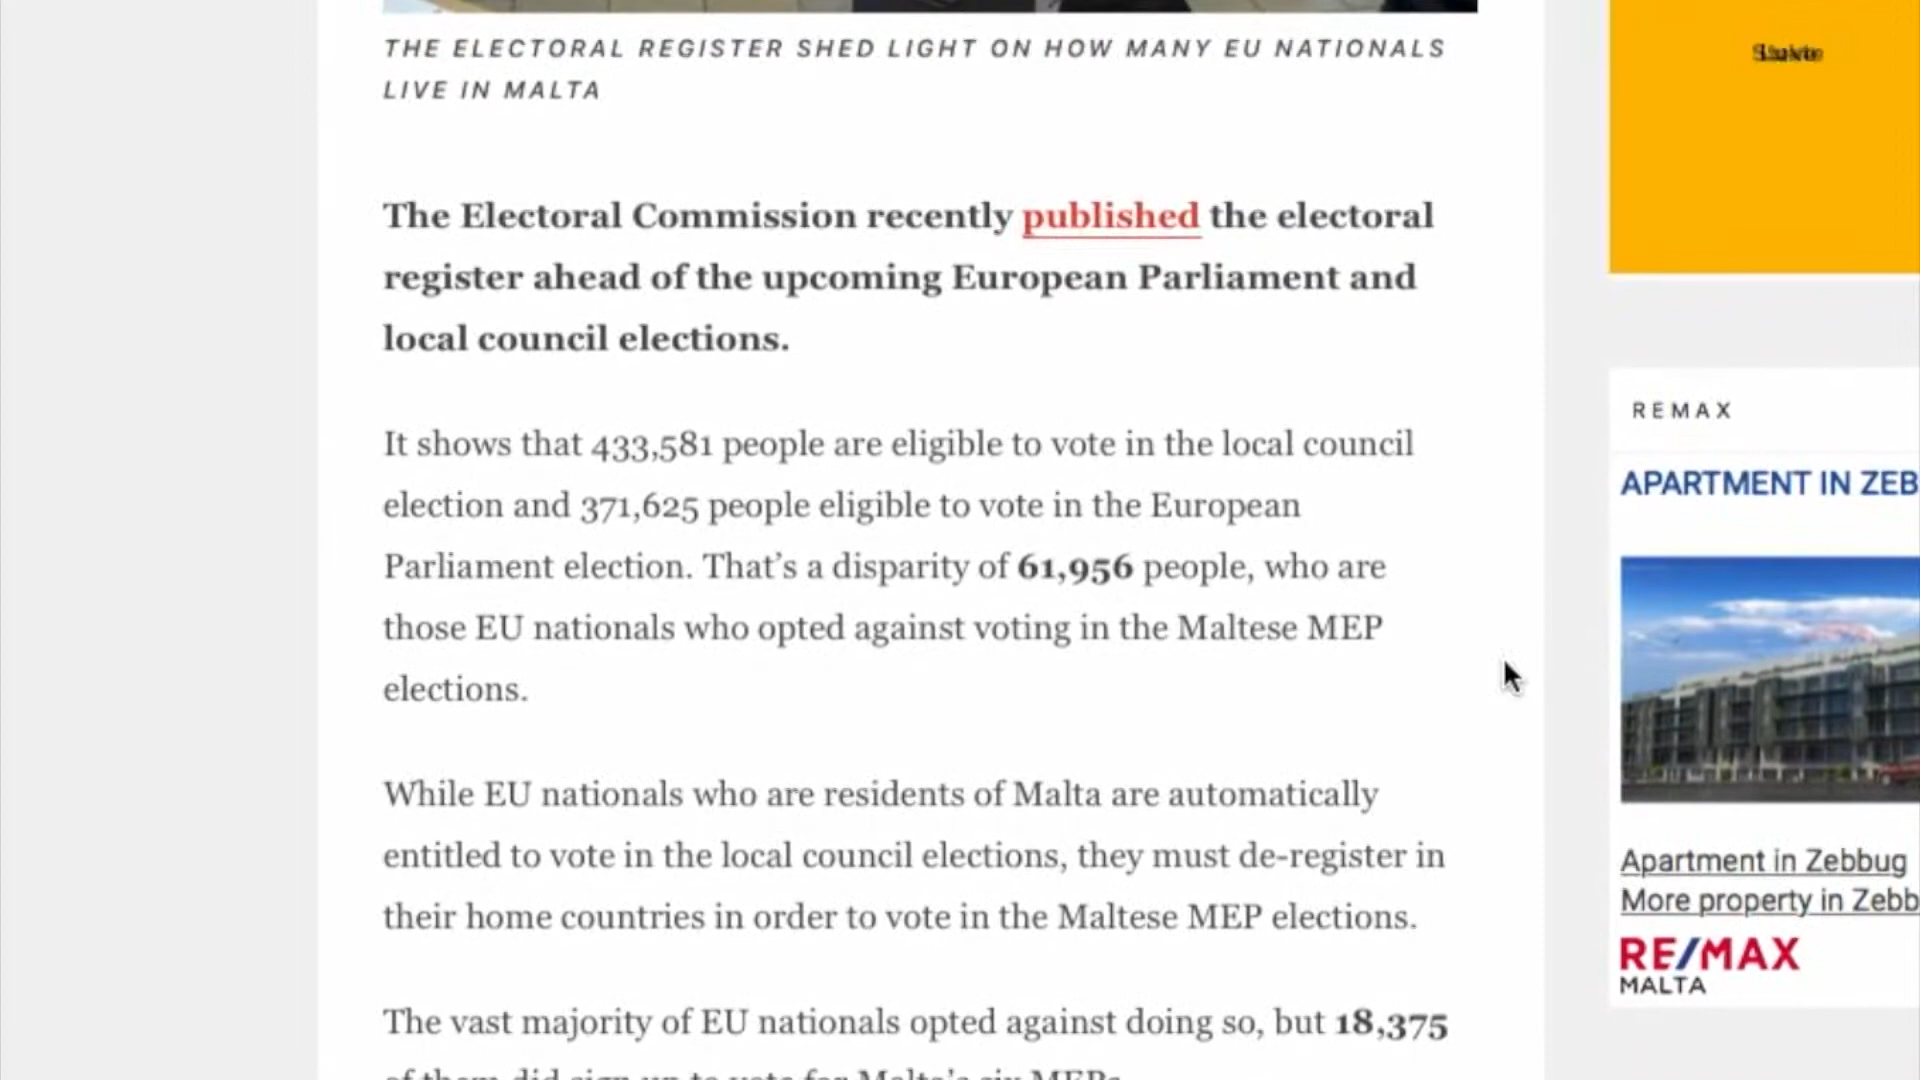 THE ELECTORAL REGISTER SHED LIGHT ON HOW MANY EU NATIONALS
LIVE IN MALTA
The Electoral Commission recently published the electoral
register ahead of the upcoming European Parliament and
local council elections.
It shows that 433,581 people are eligible to vote in the local council
election and 371,625 people eligible to vote in the European
Parliament election. That’s a disparity of 61,956 people, who are
those EU nationals who opted against voting in the Maltese MEP
elections.
While EU nationals who are residents of Malta are automatically
entitled to vote in the local council elections, they must de-register in
their home countries in order to vote in the Maltese MEP elections.
The vast majority of EU nationals opted against doing so, but 18,375
of them did sign up to vote for Malta’s six MEPs.
REMAX
APARTMENT IN ZEB
Apartment in Zebbug
More property in Zebb
RE/MAX
MALTA